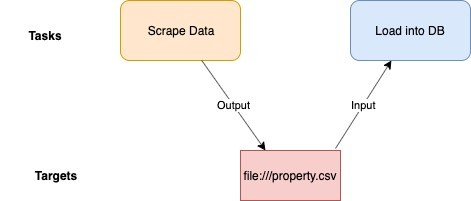 Tasks
Scrape Data
Load into DB
Output
Input
Targets
file:///property.csv